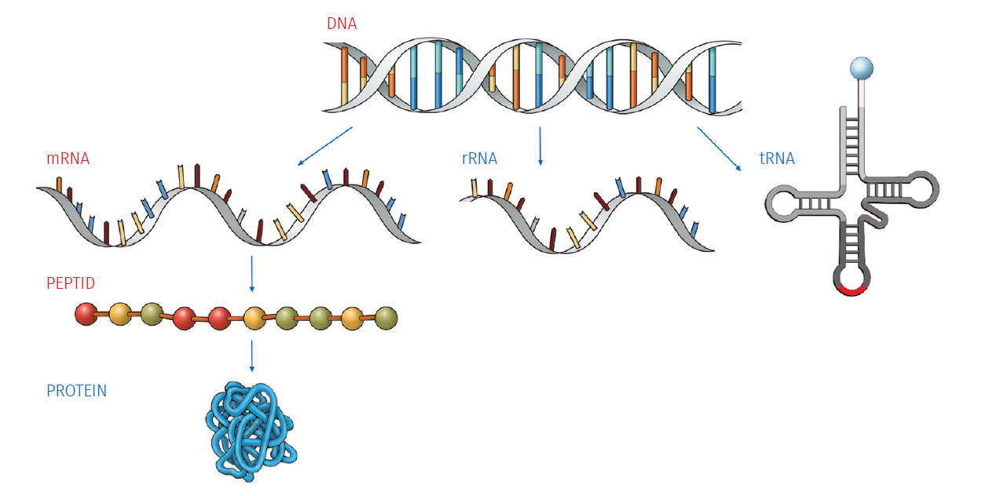 DNA
mRNA
rRNA
tRNA
PEPTID
PROTEIN